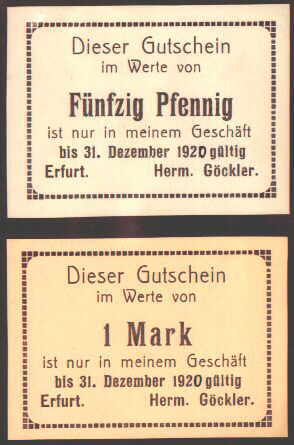 Dieser Gutschein
im Werte von
Fünfzig Pfennig
ist nur in meinem Geschäft
bis 31. Dezember 1920 gültig
Erfurt. Herm. Göckler.
Dieser Gutschein
im Werte von
1 Mark
ist nur in meinem Geschäft
bis 31. Dezember 1920 gültig
Erfurt. Herm. Göckler.